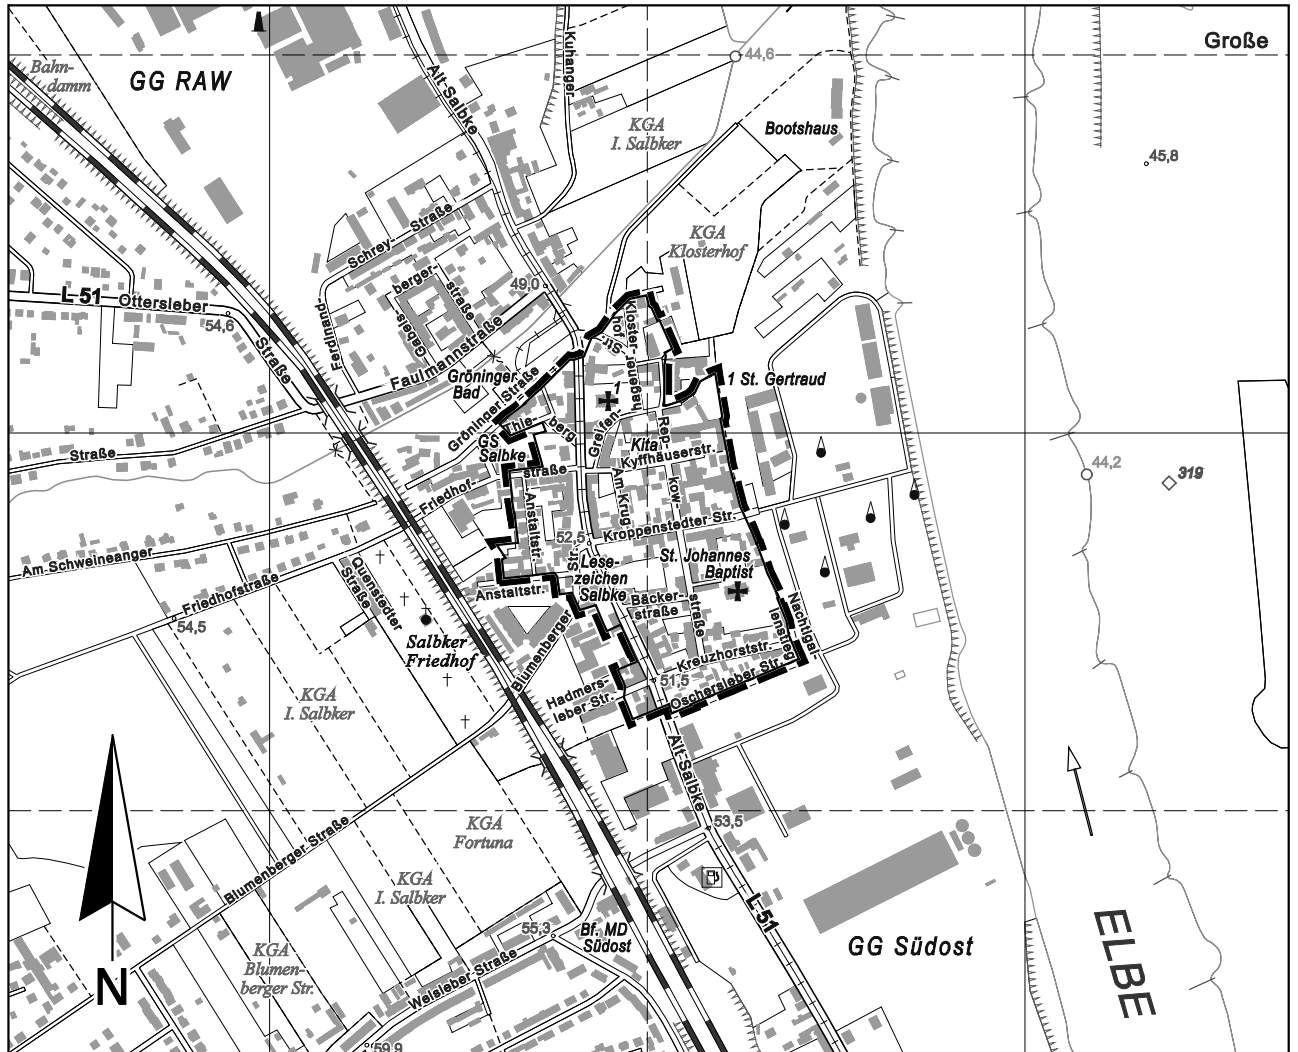 Große
Bahn-
damm
GG RAW
Alt Salbke
Kuhanger
44,6
KGA
I. Salbker
Bootshaus
45,8
Schrey- Straße
KGA
Klosterhof
Gabels-
berger-
straße
49,0
L 51 Ottersleber
Straße
54,6
Ferdinand-
Faulmannstraße
Kloster-
hof
Str.
Gröninger
Bad
1 St. Gertraud
1
Gröninger Straße
Thie-
berg
Greifen-
Rep-
kow-
straße
GS
Salbke
Kita
Kyffhäuserstr.
Straße
44,2
319
Friedhof-
straße
Anstaltstr.
Am Krug
Kroppenstedter Str.
52,5
Str.
Am Schweineanger
Friedhofstraße
Quenstedter
Straße
54,5
Lese-
zeichen
Salbke
St. Johannes
Baptist
Anstaltstr.
Bäcker-
straße
Nachtigal-
lenstieg
Blumenberger
Salbker
Friedhof
Kreuzhorststr.
Hadmers-
leber Str.
51,5
Oschersleber Str.
KGA
I. Salbker
Alt Salbke
53,5
KGA
Fortuna
Blumenberger Straße
KGA
I. Salbker
L 51
55,3
Bf. MD
Südost
GG Südost
ELBE
KGA
Blumen-
berger Str.
Welsleber Straße
N
59,9